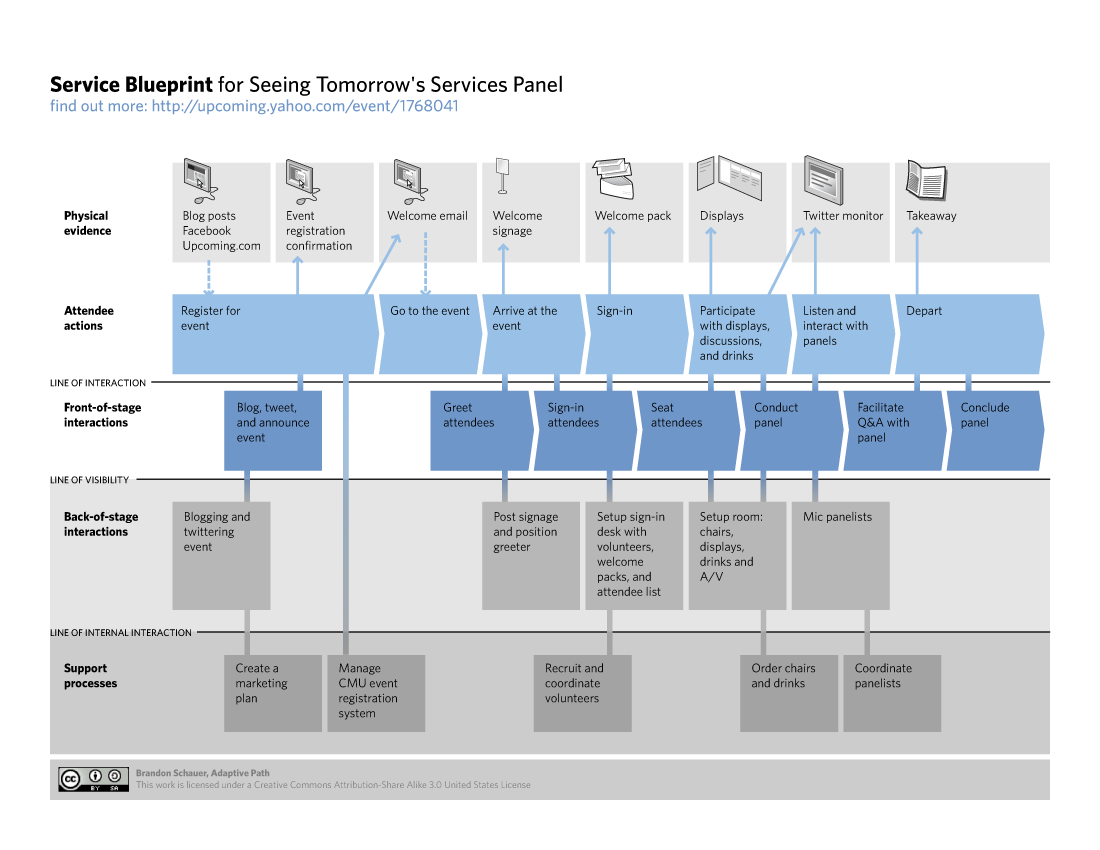 Service Blueprint for Seeing Tomorrow's Services Panel
find out more: http://upcoming.yahoo.com/event/1768041
Physical
evidence
Blog posts
Facebook
Upcoming.com
Event
registration
confirmation
Welcome email
Welcome
signage
Welcome pack
Displays
Twitter monitor
Takeaway
Attendee
actions
Register for
event
Go to the event
Arrive at the
event
Sign-in
Participate
with displays,
discussions,
and drinks
Listen and
interact with
panels
Depart
LINE OF INTERACTION
Front-of-stage
interactions
Blog, tweet,
and announce
event
Greet
attendees
Sign-in
attendees
Seat
attendees
Conduct
panel
Facilitate
Q&A with
panel
Conclude
panel
LINE OF VISIBILITY
Back-of-stage
interactions
Blogging and
twittering
event
Post signage
and position
greeter
Setup sign-in
desk with
volunteers,
welcome
packs, and
attendee list
Setup room:
chairs,
displays,
drinks and
A/V
Mic panelists
LINE OF INTERNAL INTERACTION
Support
processes
Create a
marketing
plan
Manage
CMU event
registration
system
Recruit and
coordinate
volunteers
Order chairs
and drinks
Coordinate
panelists
cc
BY SA
Brandon Schauer, Adaptive Path
This work is licensed under a Creative Commons Attribution-Share Alike 3.0 United States License